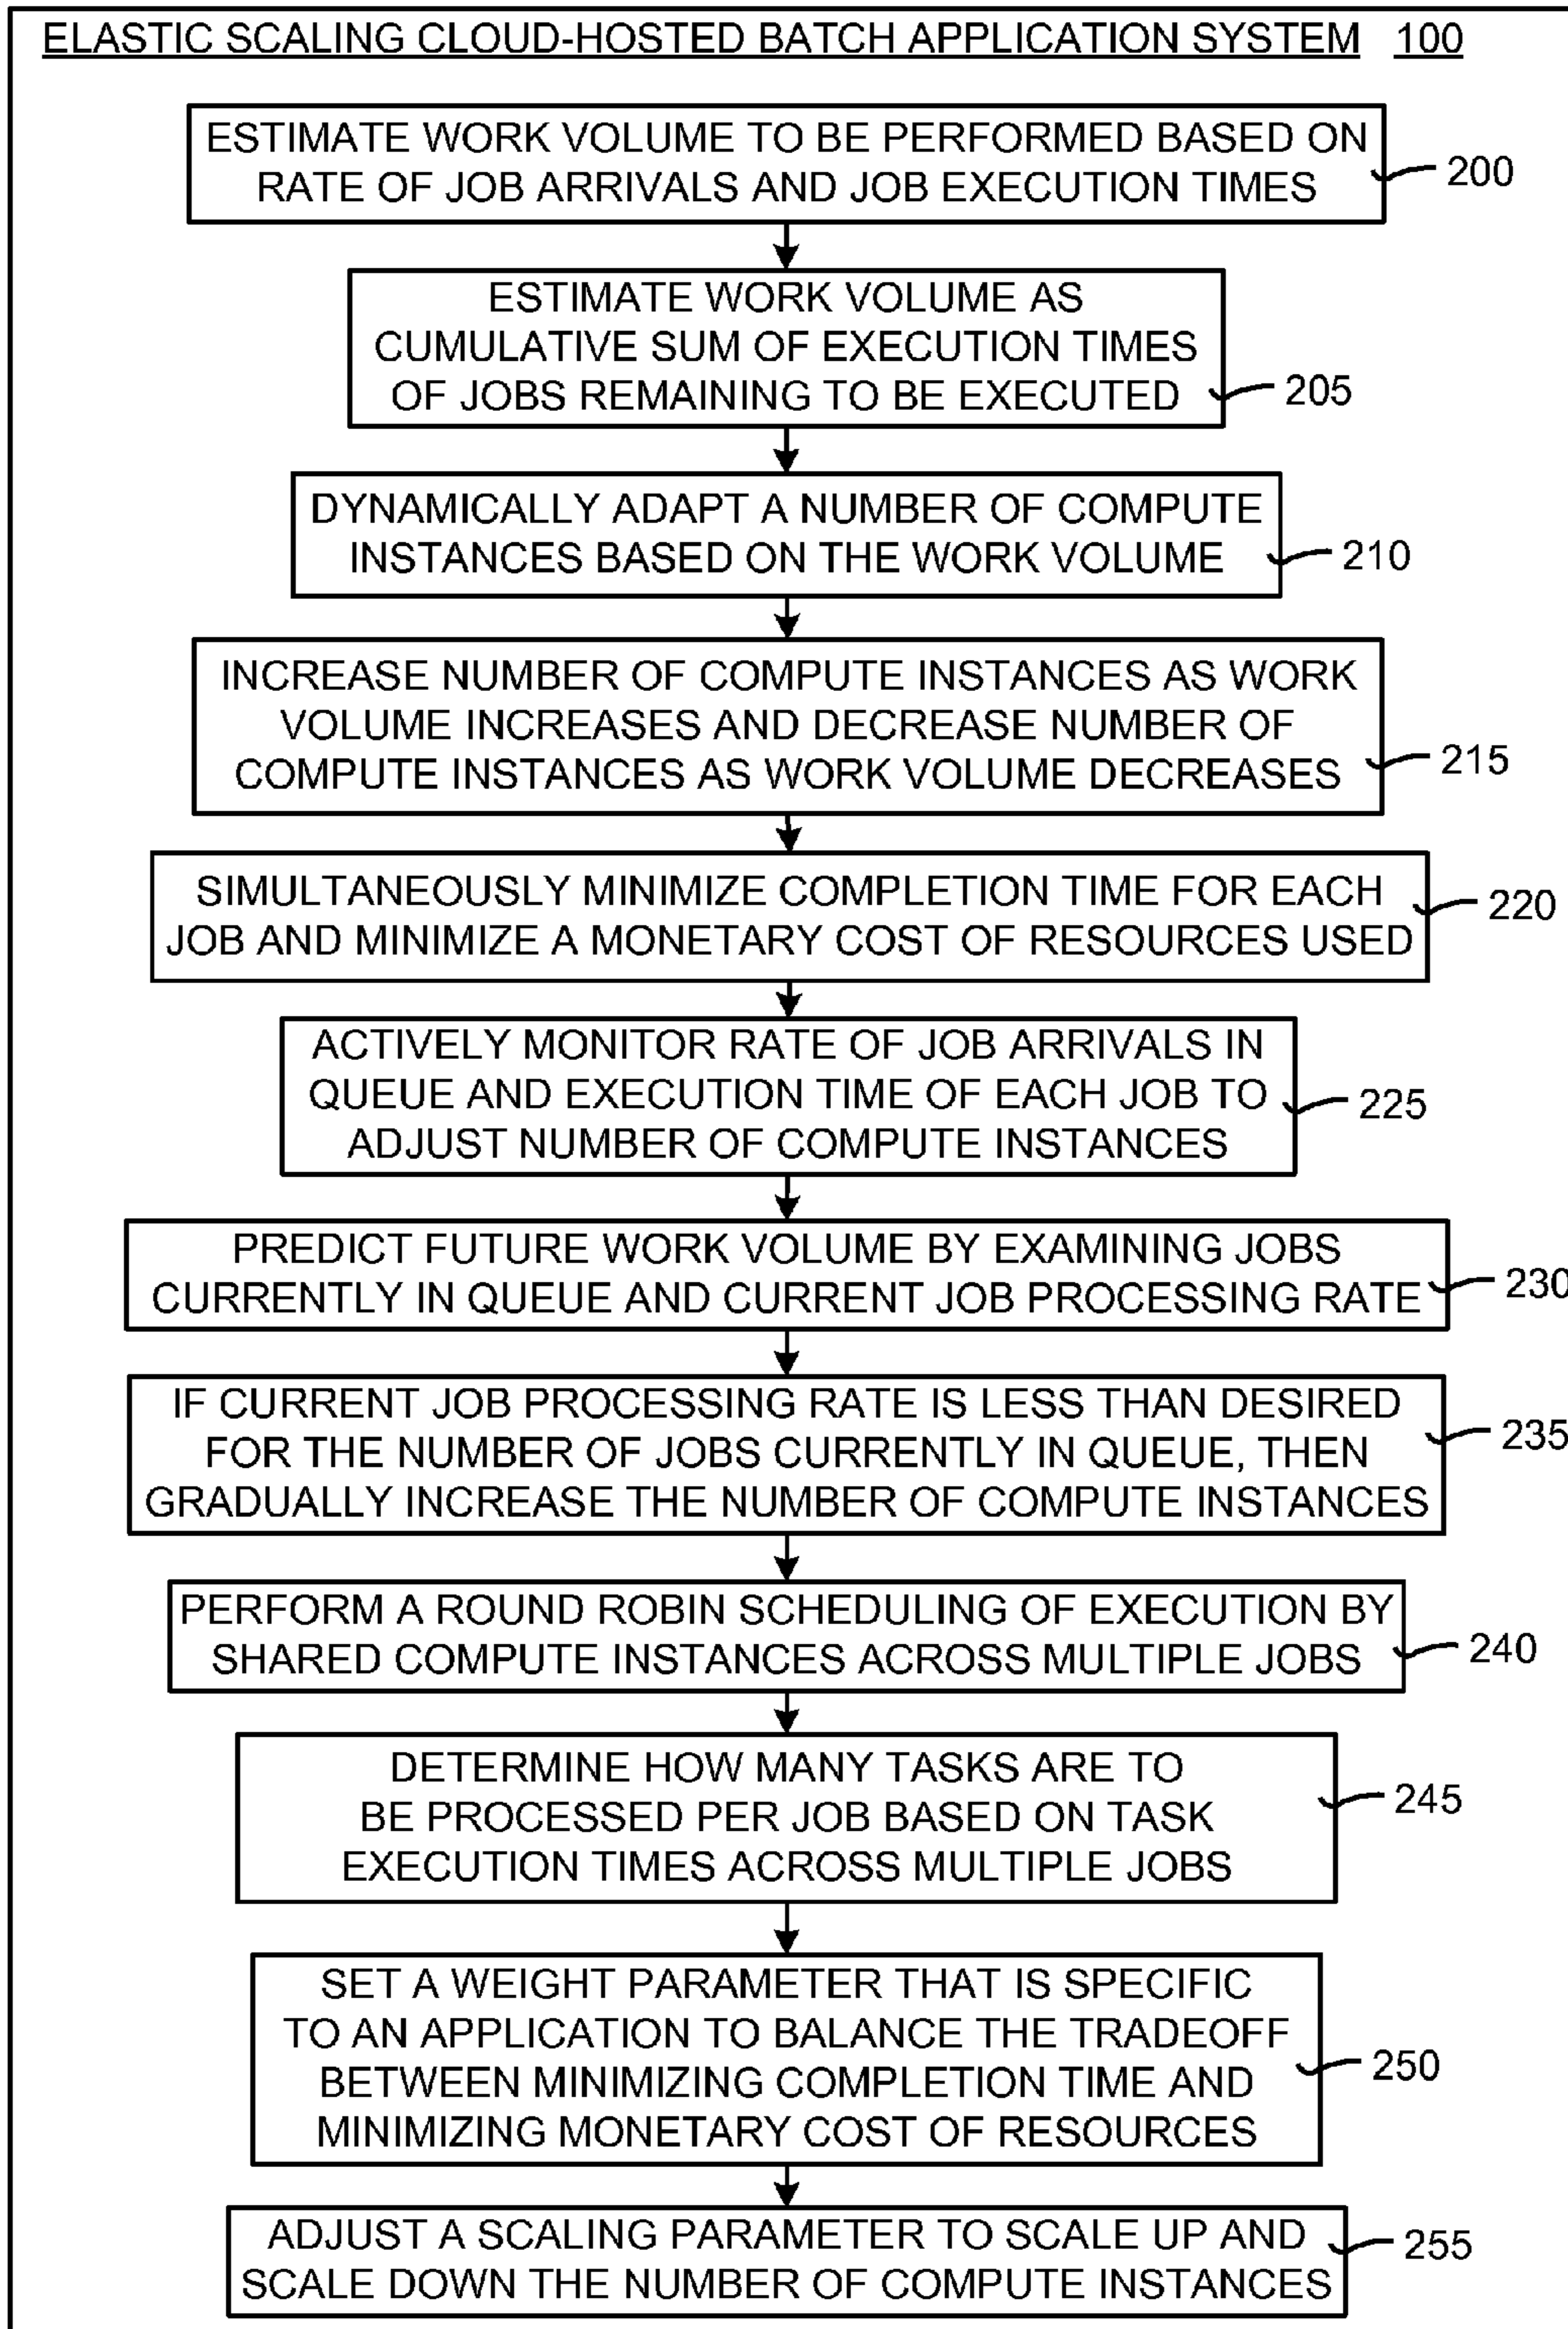 ELASTIC SCALING CLOUD-HOSTED BATCH APPLICATION SYSTEM 100
ESTIMATE WORK VOLUME TO BE PERFORMED BASED ON
RATE OF JOB ARRIVALS AND JOB EXECUTION TIMES
200
ESTIMATE WORK VOLUME AS
CUMULATIVE SUM OF EXECUTION TIMES
OF JOBS REMAINING TO BE EXECUTED
205
DYNAMICALLY ADAPT A NUMBER OF COMPUTE
INSTANCES BASED ON THE WORK VOLUME
210
INCREASE NUMBER OF COMPUTE INSTANCES AS WORK
VOLUME INCREASES AND DECREASE NUMBER OF
COMPUTE INSTANCES AS WORK VOLUME DECREASES
215
SIMULTANEOUSLY MINIMIZE COMPLETION TIME FOR EACH
JOB AND MINIMIZE A MONETARY COST OF RESOURCES USED
220
ACTIVELY MONITOR RATE OF JOB ARRIVALS IN
QUEUE AND EXECUTION TIME OF EACH JOB TO
ADJUST NUMBER OF COMPUTE INSTANCES
225
PREDICT FUTURE WORK VOLUME BY EXAMINING JOBS
CURRENTLY IN QUEUE AND CURRENT JOB PROCESSING RATE
230
IF CURRENT JOB PROCESSING RATE IS LESS THAN DESIRED
FOR THE NUMBER OF JOBS CURRENTLY IN QUEUE, THEN
GRADUALLY INCREASE THE NUMBER OF COMPUTE INSTANCES
235
PERFORM A ROUND ROBIN SCHEDULING OF EXECUTION BY
SHARED COMPUTE INSTANCES ACROSS MULTIPLE JOBS
240
DETERMINE HOW MANY TASKS ARE TO
BE PROCESSED PER JOB BASED ON TASK
EXECUTION TIMES ACROSS MULTIPLE JOBS
245
SET A WEIGHT PARAMETER THAT IS SPECIFIC
TO AN APPLICATION TO BALANCE THE TRADEOFF
BETWEEN MINIMIZING COMPLETION TIME AND
MINIMIZING MONETARY COST OF RESOURCES
250
ADJUST A SCALING PARAMETER TO SCALE UP AND
SCALE DOWN THE NUMBER OF COMPUTE INSTANCES
255